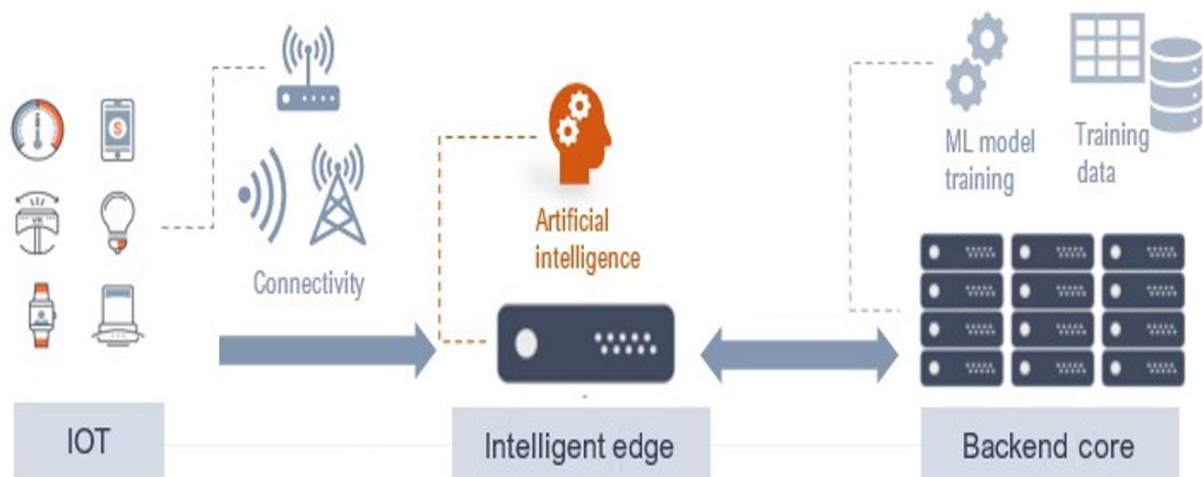 Connectivity
Artificial
intelligence
ML model
training
Training
data
IOT
Intelligent edge
Backend core